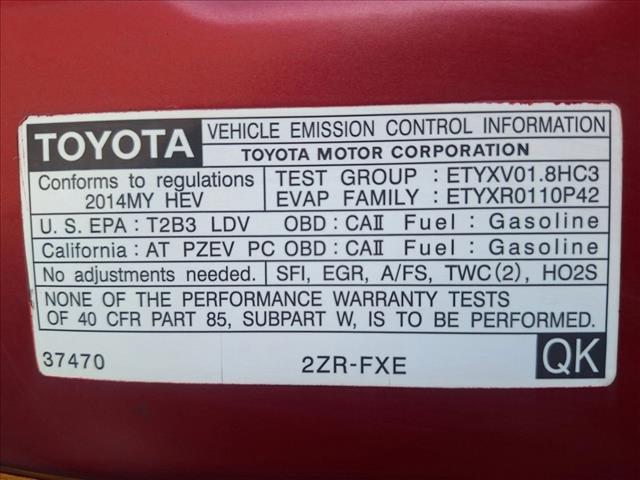 TOYOTA VEHICLE EMISSION CONTROL INFORMATION
TOYOTA MOTOR CORPORATION
Conforms to regulations TEST GROUP : ETYXV01.8HC3
2014MY HEV EVAP FAMILY : ETYXR0110P42
U. S. EPA : T2B3 LDV OBD : CAII Fuel : Gasoline
California : AT PZEV PC OBD : CAII Fuel : Gasoline
No adjustments needed. SFI, EGR, A/FS, TWC(2), HO2S
NONE OF THE PERFORMANCE WARRANTY TESTS
OF 40 CFR PART 85, SUBPART W, IS TO BE PERFORMED.
37470 2ZR-FXE QK